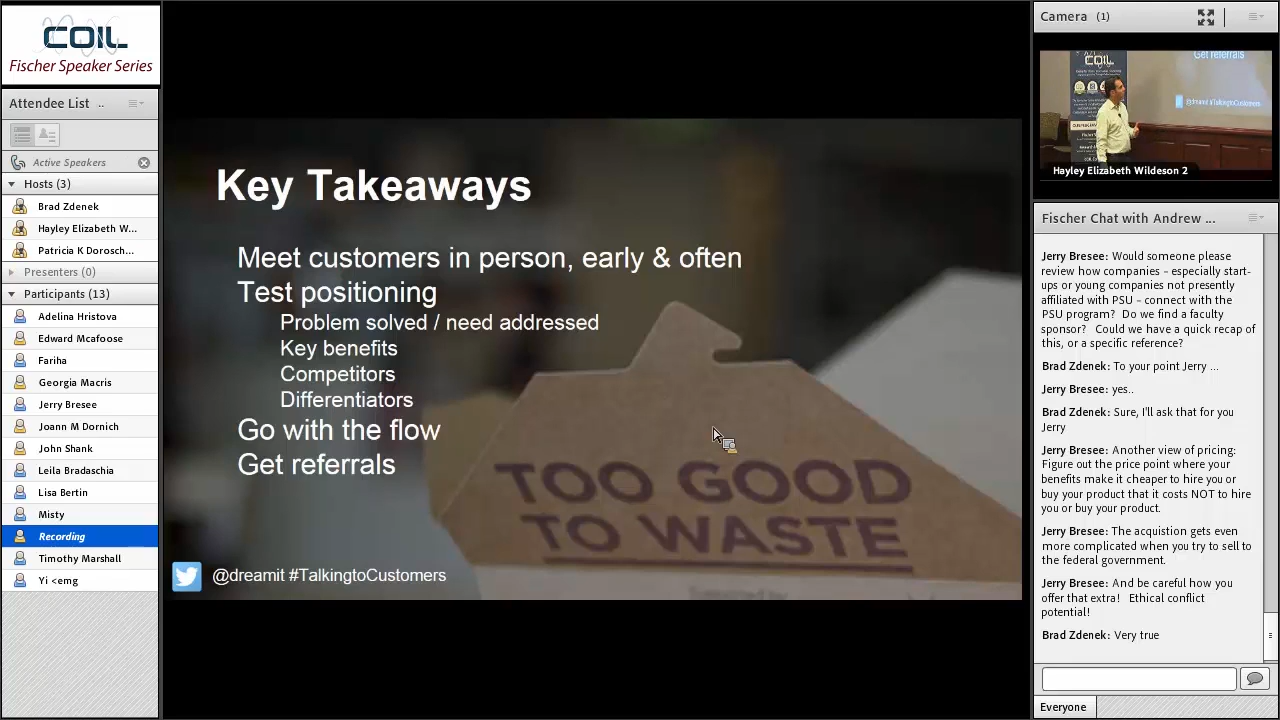 COIL
Fischer Speaker Series
Attendee List ..
Active Speakers
Hosts (3)
Brad Zdenek
Hayley Elizabeth W...
Patricia K Dorosch...
Presenters (0)
Participants (13)
Adelina Hristova
Edward Mcafoose
Fariha
Georgia Macris
Jerry Bresee
Joann M Dornich
John Shank
Leila Bradaschia
Lisa Bertin
Misty
Recording
Timothy Marshall
Yi <emg
Key Takeaways
Meet customers in person, early & often
Test positioning
Problem solved / need addressed
Key benefits
Competitors
Differentiators
Go with the flow
Get referrals
TOO GOOD
TO WASTE
@dreamit #TalkingtoCustomers
Camera (1)
COIL
Get referrals
@dreamit #TalkingtoCustomers
Hayley Elizabeth Wildeson 2
Fischer Chat with Andrew ...
Jerry Bresee: Would someone please
review how companies – especially start-
ups or young companies not presently
affiliated with PSU – connect with the
PSU program? Do we find a faculty
sponsor? Could we have a quick recap of
this, or a specific reference?
Brad Zdenek: To your point Jerry ...
Jerry Bresee: yes..
Brad Zdenek: Sure, I'll ask that for you
Jerry
Jerry Bresee: Another view of pricing:
Figure out the price point where your
benefits make it cheaper to hire you or
buy your product that it costs NOT to hire
you or buy your product.
Jerry Bresee: The acquistion gets even
more complicated when you try to sell to
the federal government.
Jerry Bresee: And be careful how you
offer that extra! Ethical conflict
potential!
Brad Zdenek: Very true
Everyone